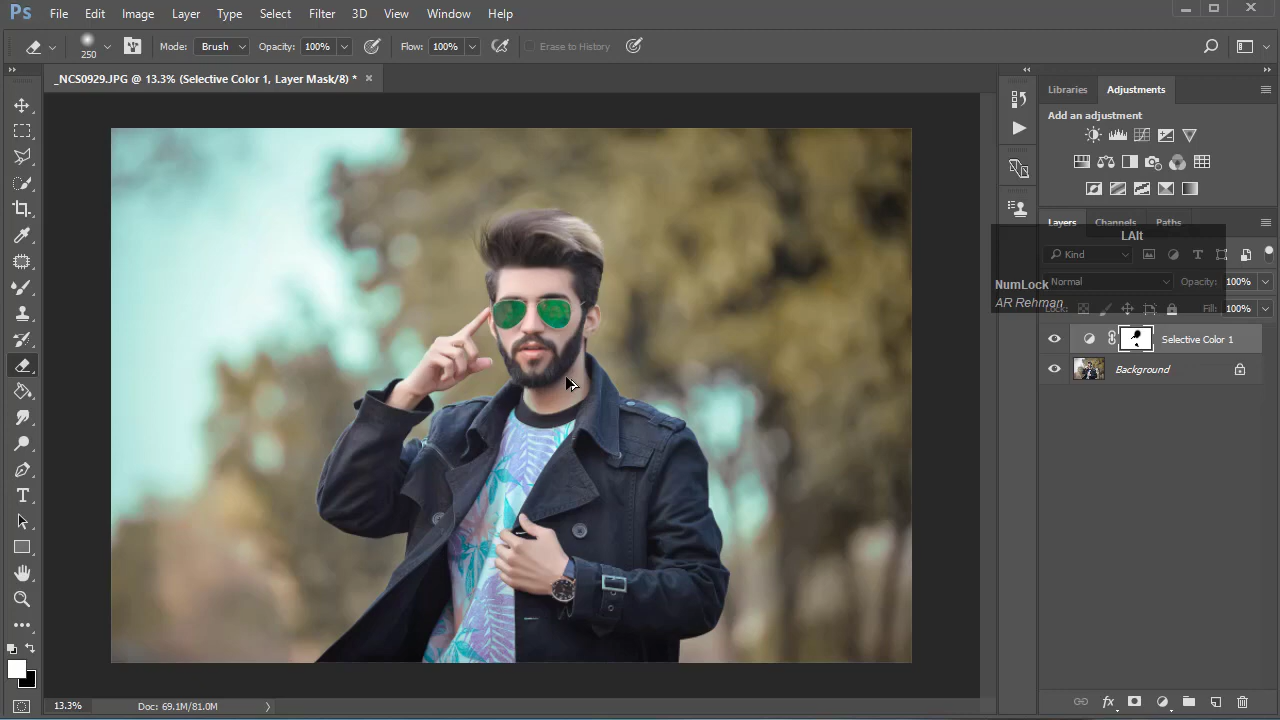 Ps File Edit Image Layer Type Select Filter 3D View Window Help
250 Mode: Brush Opacity: 100% Flow: 100% Erase to History
_NCS0929.JPG @ 13.3% (Selective Color 1, Layer Mask/8) * ×
Libraries Adjustments
Add an adjustment
Layers Channels Paths
LAlt
Kind
Normal Opacity: 100%
NumLock
AR Rehman
Lock: Fill: 100%
Selective Color 1
Background
fx
13.3% Doc: 69.1M/81.0M